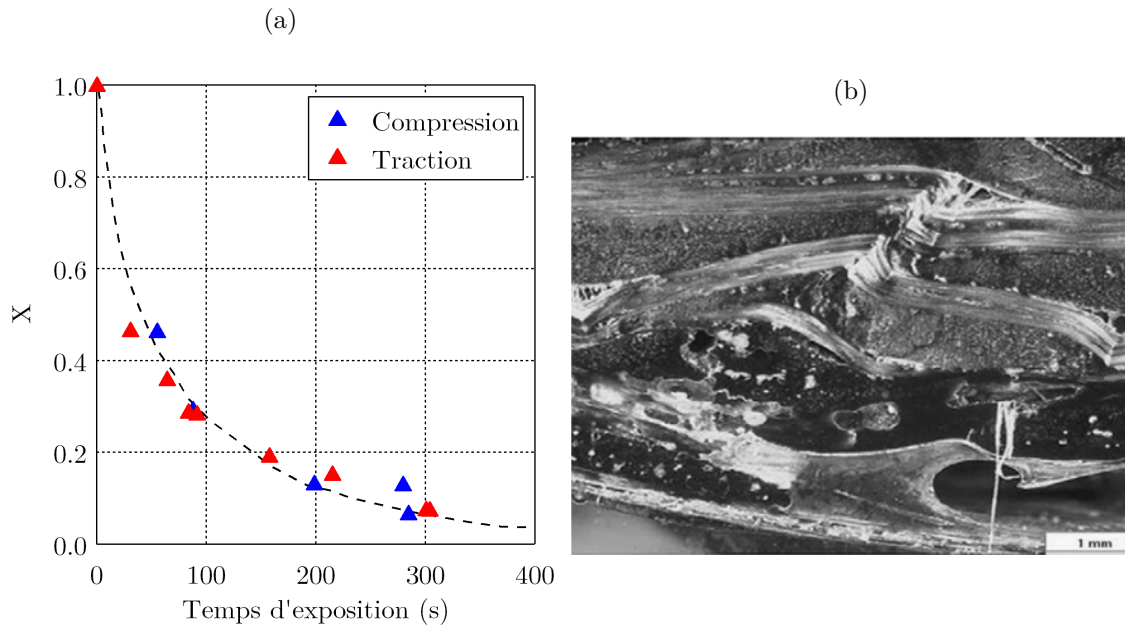 (a)
X
1.0
0.8
0.6
0.4
0.2
0.0
0 100 200 300 400
Temps d'exposition (s)
Compression
Traction
(b)
1 mm